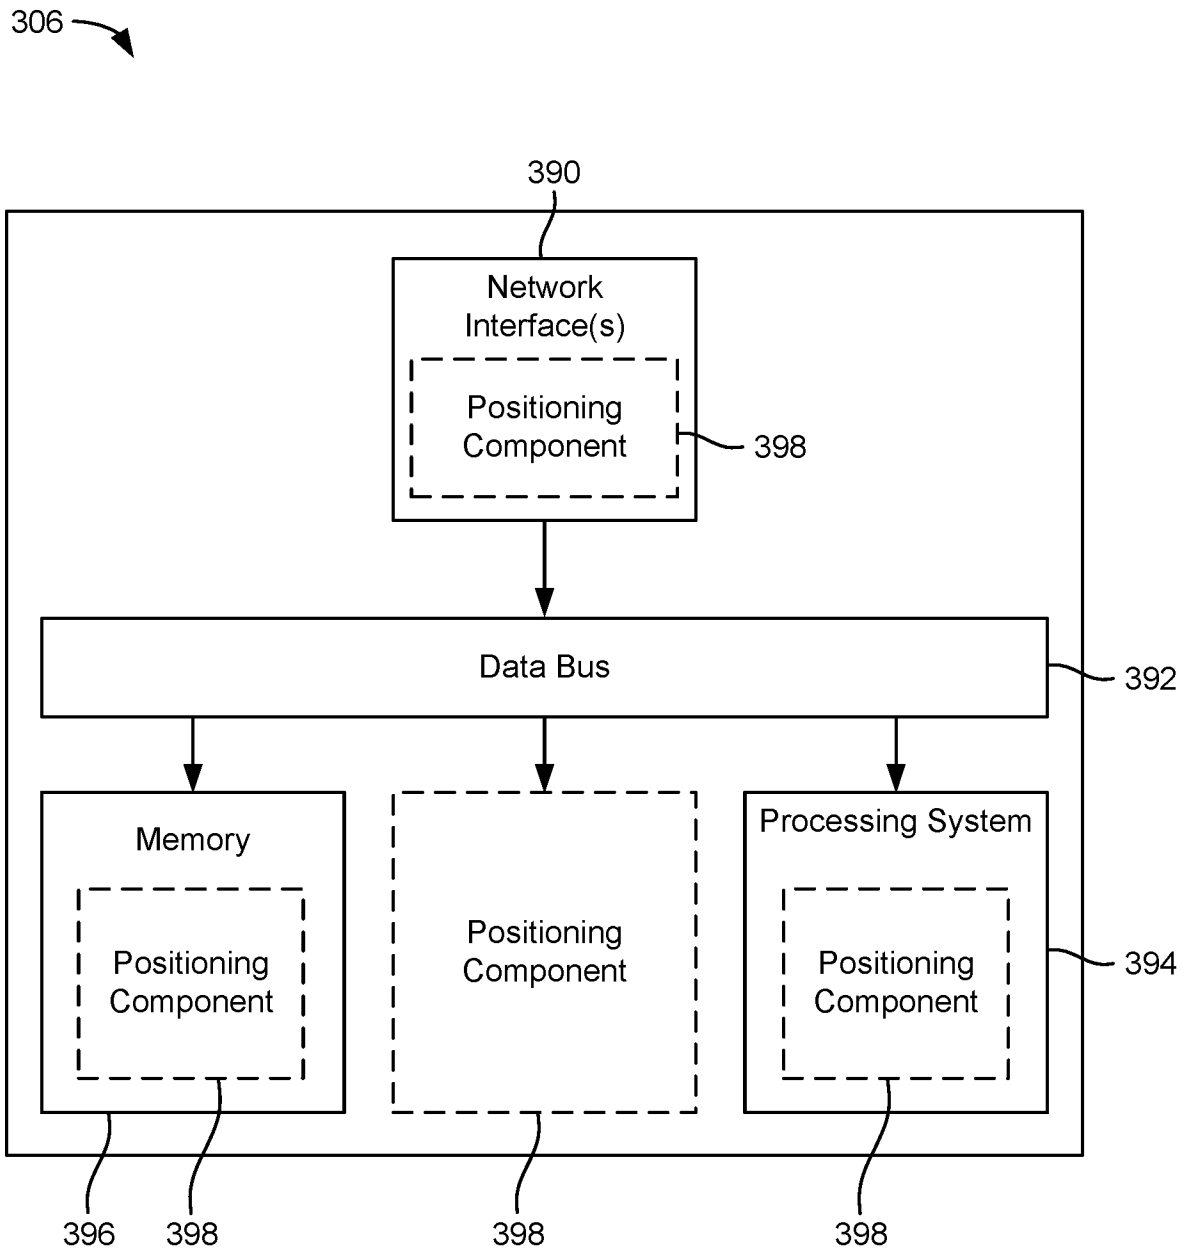 306
390
Network
Interface(s)
Positioning
Component
398
Data Bus
392
Memory
Positioning
Component
Positioning
Component
Processing System
Positioning
Component
394
396
398
398
398